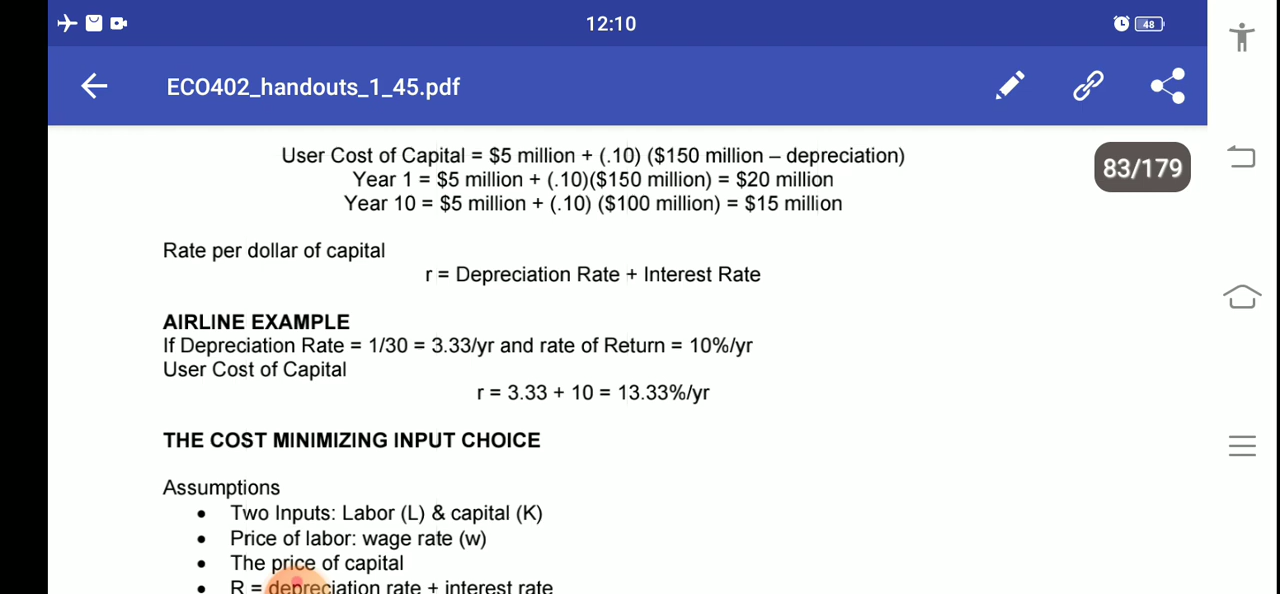 12:10
48
ECO402_handouts_1_45.pdf
83/179
User Cost of Capital = $5 million + (.10) ($150 million – depreciation)
Year 1 = $5 million + (.10)($150 million) = $20 million
Year 10 = $5 million + (.10) ($100 million) = $15 million
Rate per dollar of capital
r = Depreciation Rate + Interest Rate
AIRLINE EXAMPLE
If Depreciation Rate = 1/30 = 3.33/yr and rate of Return = 10%/yr
User Cost of Capital
r = 3.33 + 10 = 13.33%/yr
THE COST MINIMIZING INPUT CHOICE
Assumptions
• Two Inputs: Labor (L) & capital (K)
• Price of labor: wage rate (w)
• The price of capital
• R = depreciation rate + interest rate